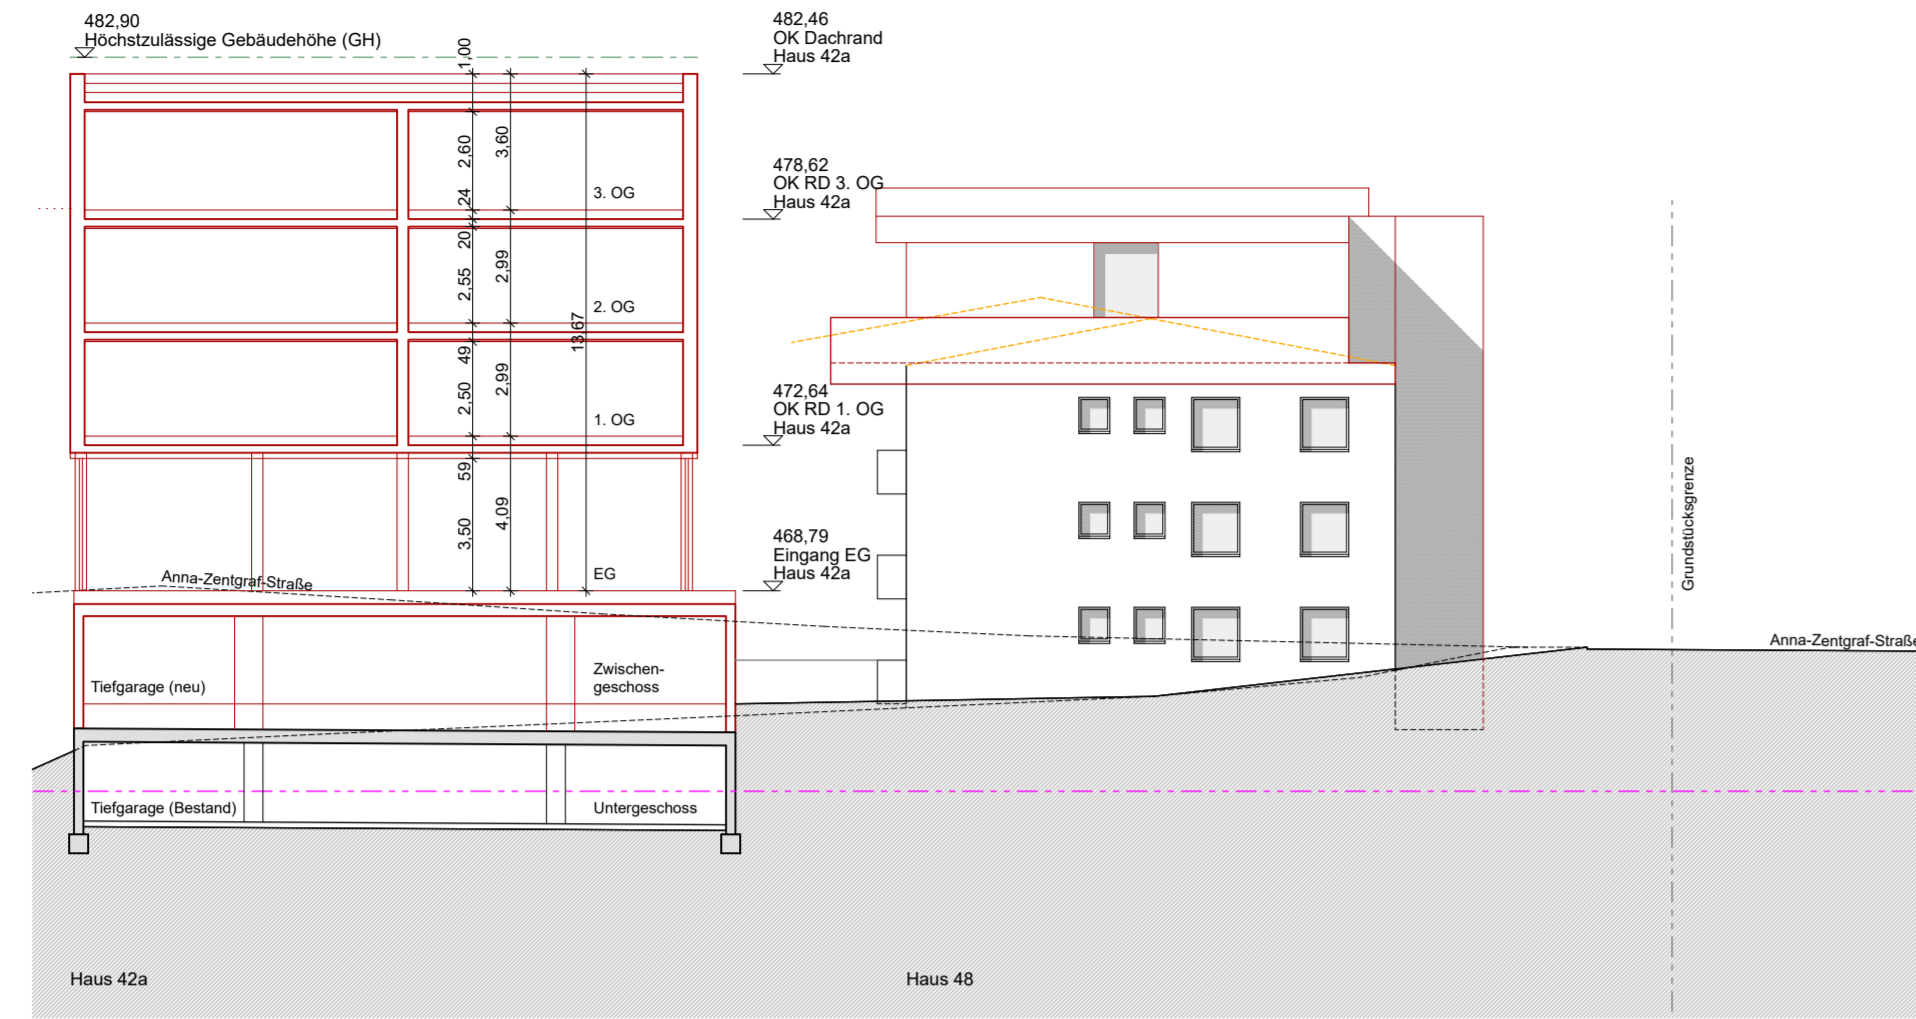 482,90
Höchstzulässige Gebäudehöhe (GH)
482,46
OK Dachrand
Haus 42a
1,00
2,60
3,60
24
3. OG
478,62
OK RD 3. OG
Haus 42a
20
2,55
2,99
2. OG
13,67
49
2,50
2,99
1. OG
472,64
OK RD 1. OG
Haus 42a
59
3,50
4,09
EG
468,79
Eingang EG
Haus 42a
Grundstücksgrenze
Anna-Zentgraf-Straße
Anna-Zentgraf-Straße
Tiefgarage (neu)
Zwischen-
geschoss
Tiefgarage (Bestand)
Untergeschoss
Haus 42a
Haus 48